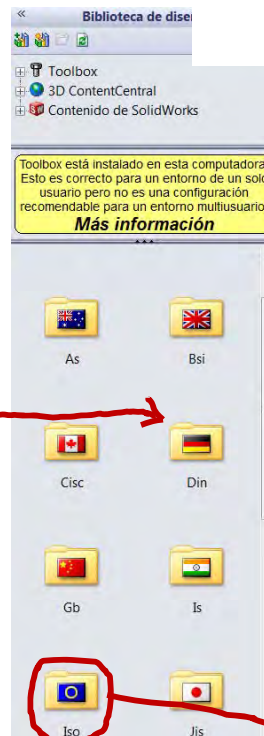 « Biblioteca de dise
Toolbox
3D ContentCentral
Contenido de SolidWorks
Toolbox está instalado en esta computadora
Esto es correcto para un entorno de un solo
usuario pero no es una configuración
recomendable para un entorno multiusuario
Más información
As Bsi
Cisc Din
Gb Is
Iso Jis